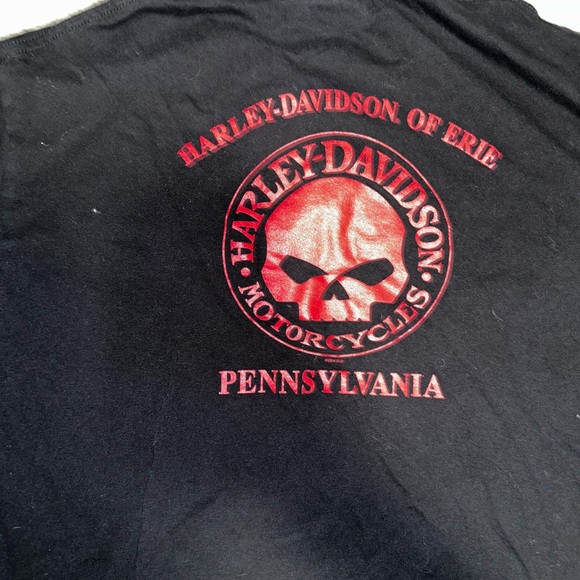 HARLEY-DAVIDSON. OF ERIE
HARLEY-DAVIDSON
MOTORCYCLES
PENNSYLVANIA